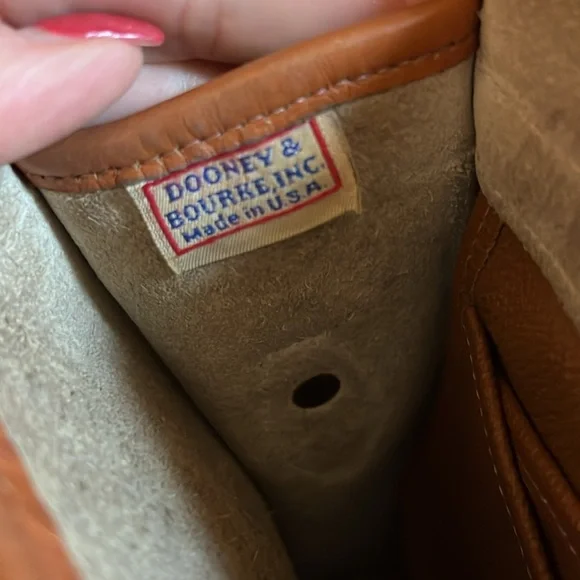 DOONEY &
BOURKE, INC.
Made in U.S.A.